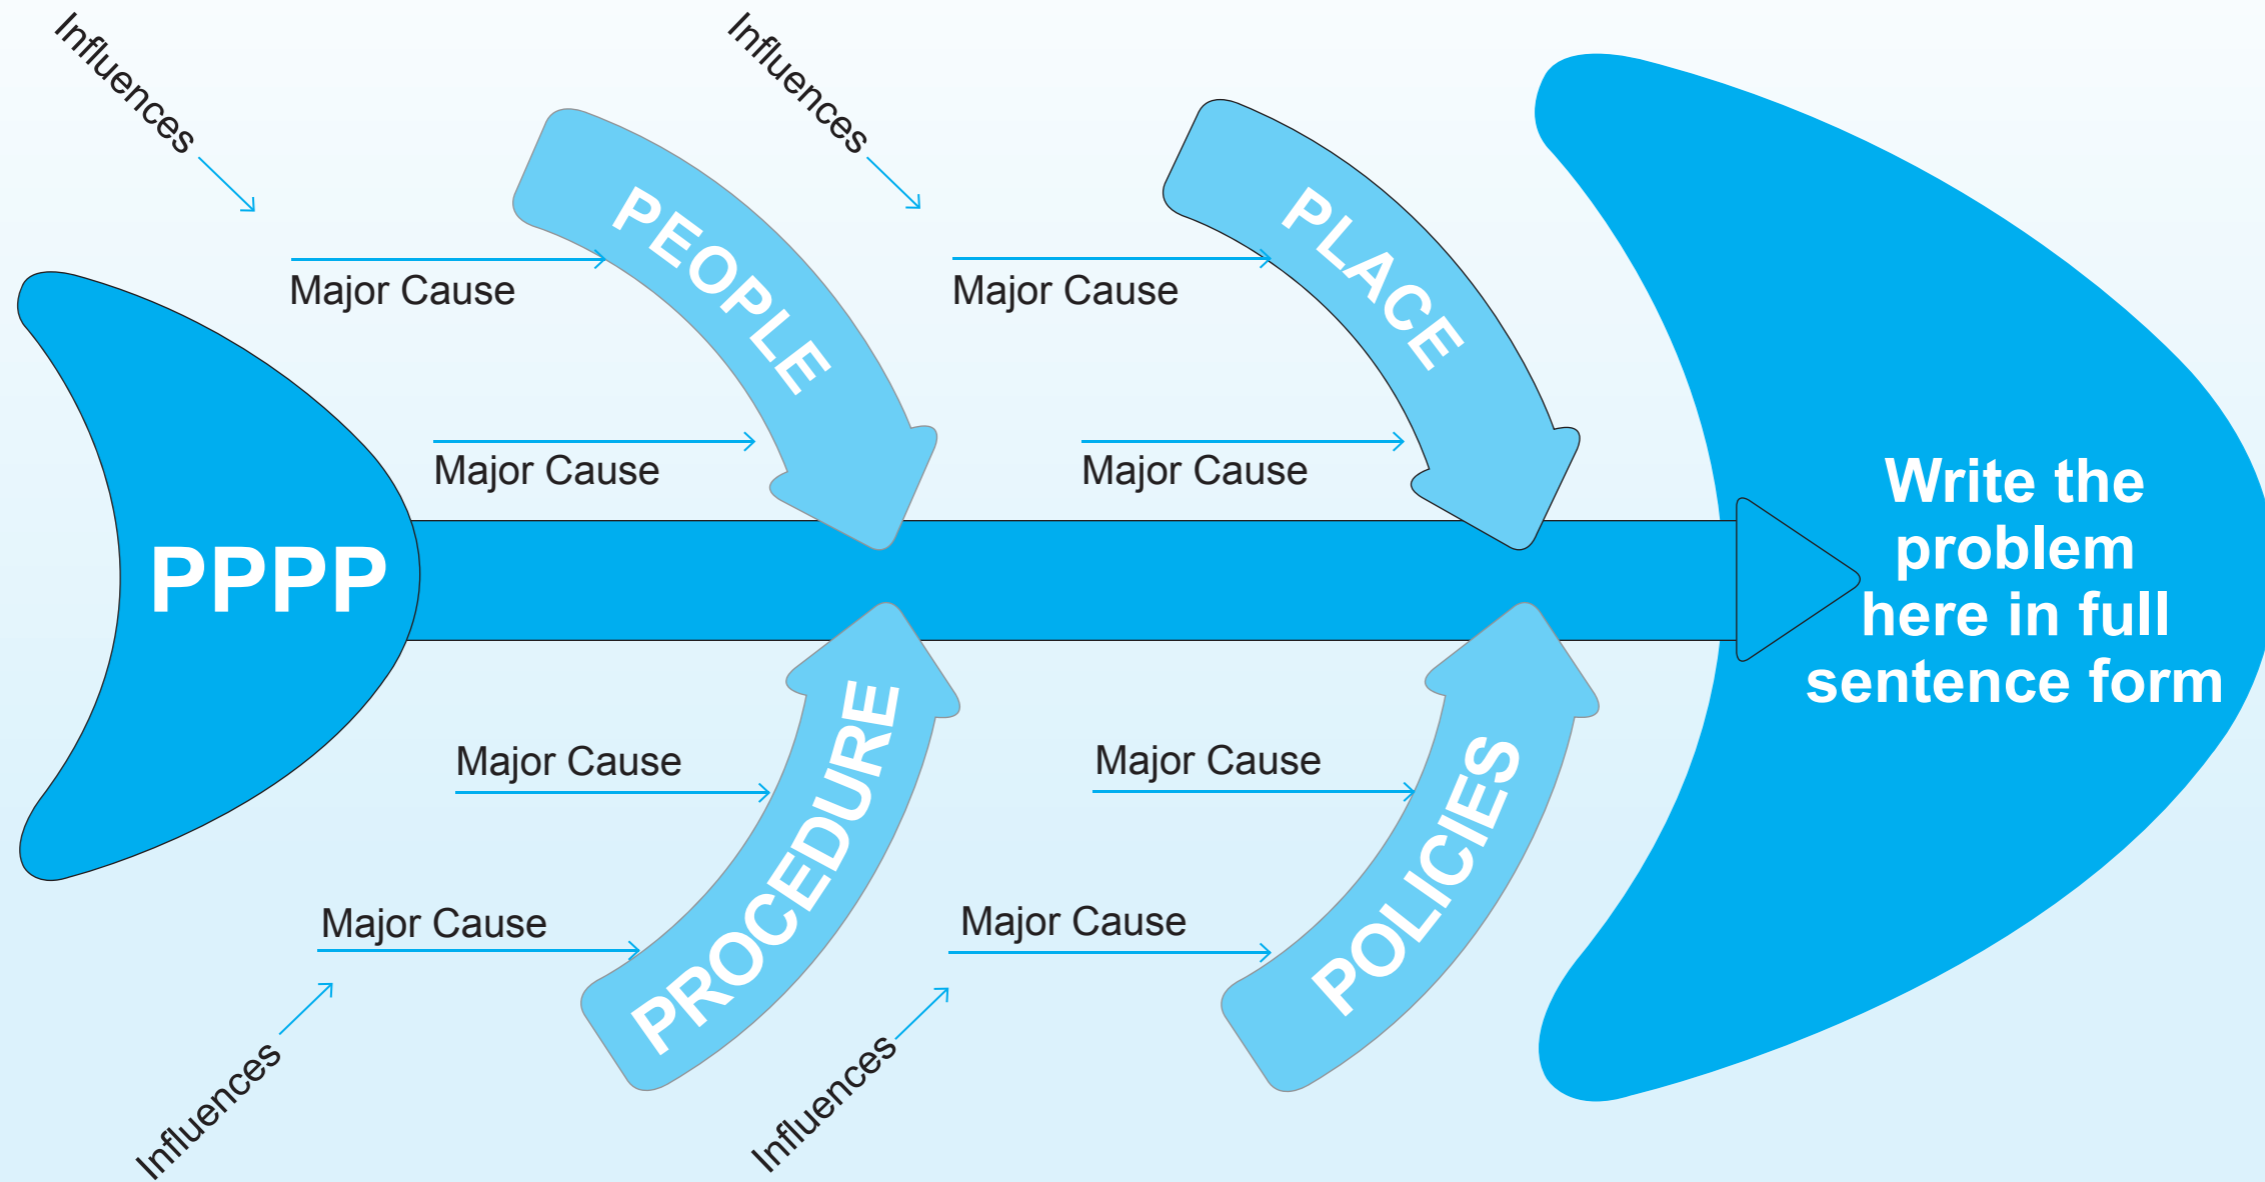 Influences
Influences
PEOPLE
PLACE
Major Cause
Major Cause
Major Cause
Major Cause
PPPP
Write the
problem
here in full
sentence form
Major Cause
Major Cause
PROCEDURE
POLICIES
Major Cause
Major Cause
Influences
Influences